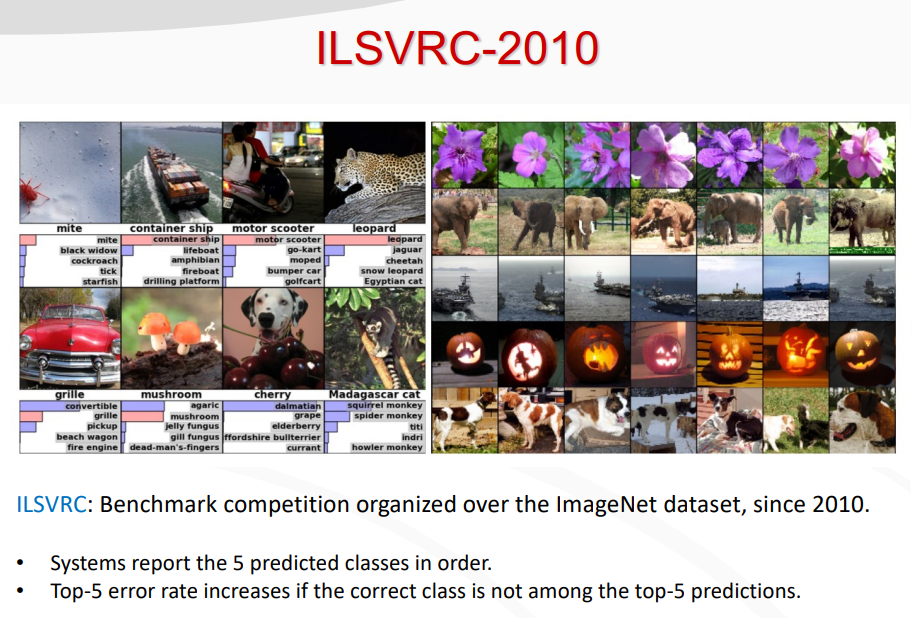 ILSVRC-2010
mite
container ship
motor scooter
leopard
mite
black widow
cockroach
tick
starfish
container ship
lifeboat
amphibian
fireboat
drilling platform
motor scooter
go-kart
moped
bumper car
golfcart
leopard
jaguar
cheetah
snow leopard
Egyptian cat
grille
mushroom
cherry
Madagascar cat
convertible
grille
pickup
beach wagon
fire engine
agaric
mushroom
jelly fungus
gill fungus
dead-man's-fingers
dalmatian
grape
elderberry
ffordshire bullterrier
currant
squirrel monkey
spider monkey
titi
indri
howler monkey
ILSVRC: Benchmark competition organized over the ImageNet dataset, since 2010.
• Systems report the 5 predicted classes in order.
• Top-5 error rate increases if the correct class is not among the top-5 predictions.